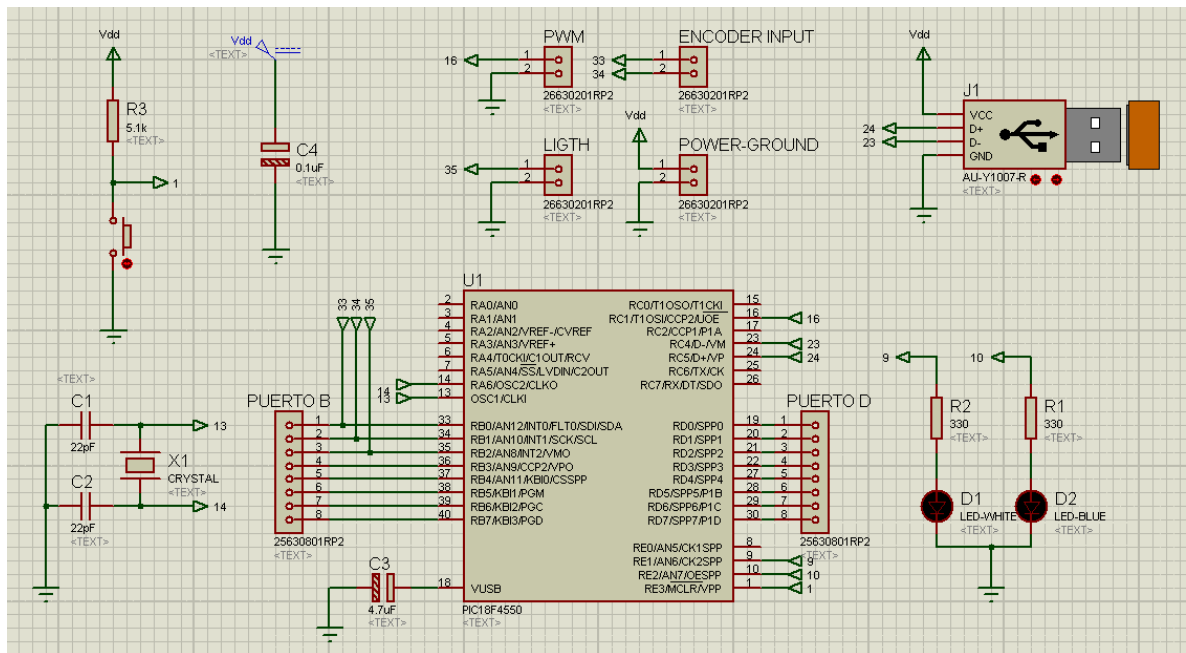 Vdd
R3
5.1k
<TEXT>
1
Vdd
<TEXT>
C4
0.1uF
<TEXT>
PWM
16
1
2
26630201RP2
<TEXT>
ENCODER INPUT
33
34
1
2
26630201RP2
<TEXT>
LIGTH
35
1
2
26630201RP2
<TEXT>
Vdd
POWER-GROUND
1
2
26630201RP2
<TEXT>
Vdd
J1
VCC
24
D+
23
D-
GND
AU-Y1007-R
<TEXT>
<TEXT>
C1
22pF
13
X1
CRYSTAL
<TEXT>
C2
22pF
<TEXT>
14
PUERTO B
1
2
3
4
5
6
7
8
25630801RP2
<TEXT>
33
34
35
14
13
U1
2 RA0/AN0
3 RA1/AN1
4 RA2/AN2/VREF-/CVREF
5 RA3/AN3/VREF+
6 RA4/T0CKI/C1OUT/RCV
7 RA5/AN4/SS/LVDIN/C2OUT
14 RA6/OSC2/CLKO
13 OSC1/CLKI
33 RB0/AN12/INT0/FLT0/SDI/SDA
34 RB1/AN10/INT1/SCK/SCL
35 RB2/AN8/INT2/VMO
36 RB3/AN9/CCP2/VPO
37 RB4/AN11/KBI0/CSSPP
38 RB5/KBI1/PGM
39 RB6/KBI2/PGC
40 RB7/KBI3/PGD
18 VUSB
RC0/T1OSO/T1CKI 15
RC1/T1OSI/CCP2/UOE 16
RC2/CCP1/P1A 17
RC4/D-/VM 23
RC5/D+/VP 24
RC6/TX/CK 25
RC7/RX/DT/SDO 26
RD0/SPP0 19
RD1/SPP1 20
RD2/SPP2 21
RD3/SPP3 22
RD4/SPP4 27
RD5/SPP5/P1B 28
RD6/SPP6/P1C 29
RD7/SPP7/P1D 30
RE0/AN5/CK1SPP 8
RE1/AN6/CK2SPP 9
RE2/AN7/OESPP 10
RE3/MCLR/VPP 1
PIC18F4550
<TEXT>
16
23
24
9
10
1
C3
4.7uF
<TEXT>
PUERTO D
1
2
3
4
5
6
7
8
25630801RP2
<TEXT>
9
R2
330
<TEXT>
D1
LED-WHITE
<TEXT>
10
R1
330
<TEXT>
D2
LED-BLUE
<TEXT>